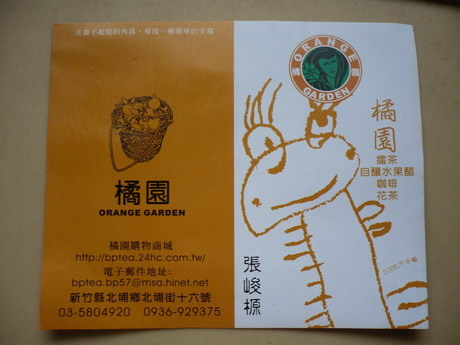 在毫不起眼的角落,尋找一種簡單的幸福
橘園
ORANGE GARDEN
橘園購物商城
http://bptea.24hc.com.tw/
電子郵件地址:
bptea.bp57@msa.hinet.net
新竹縣北埔鄉北埔街十六號
03-5804920 0936-929375
ORANGE
GARDEN
橘園
擂茶
自釀水果醋
咖啡
花茶
張峻榞